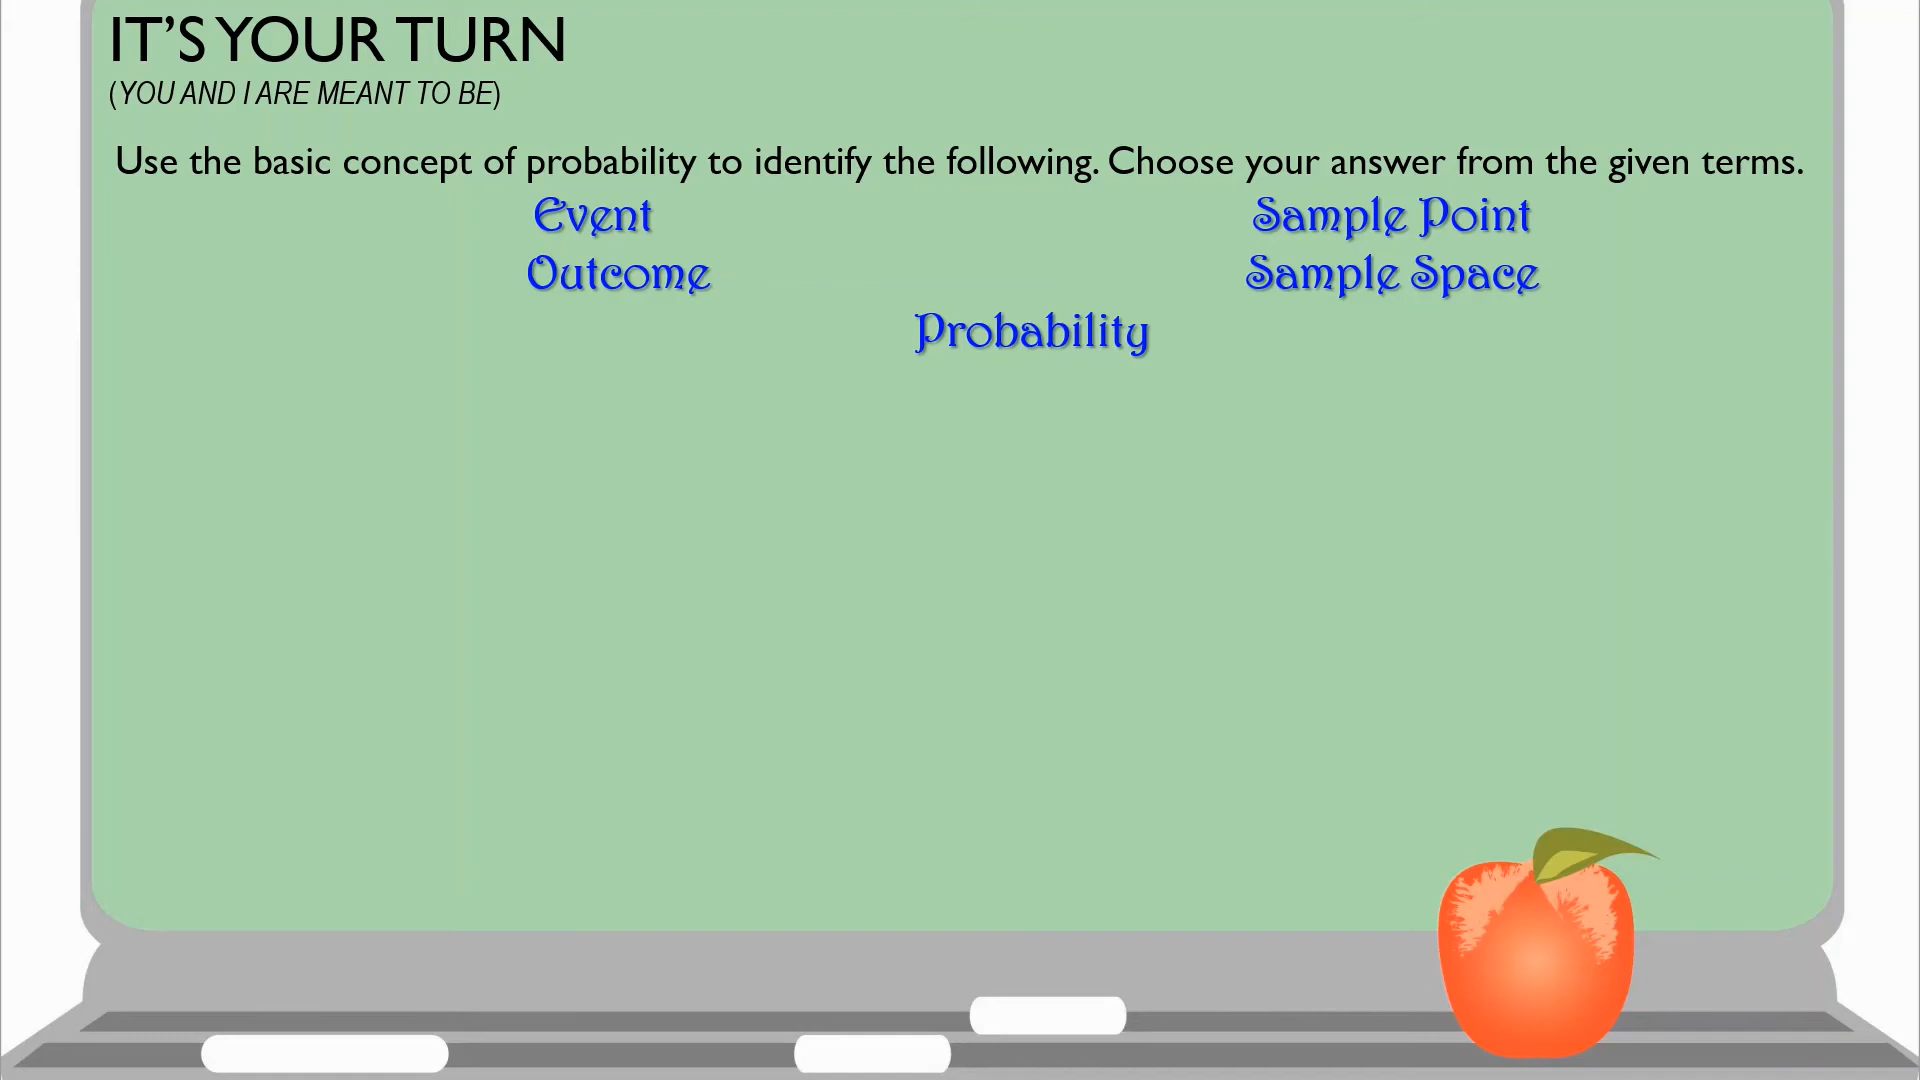 IT’S YOUR TURN
(YOU AND I ARE MEANT TO BE)
Use the basic concept of probability to identify the following. Choose your answer from the given terms.
Event Sample Point
Outcome Sample Space
Probability